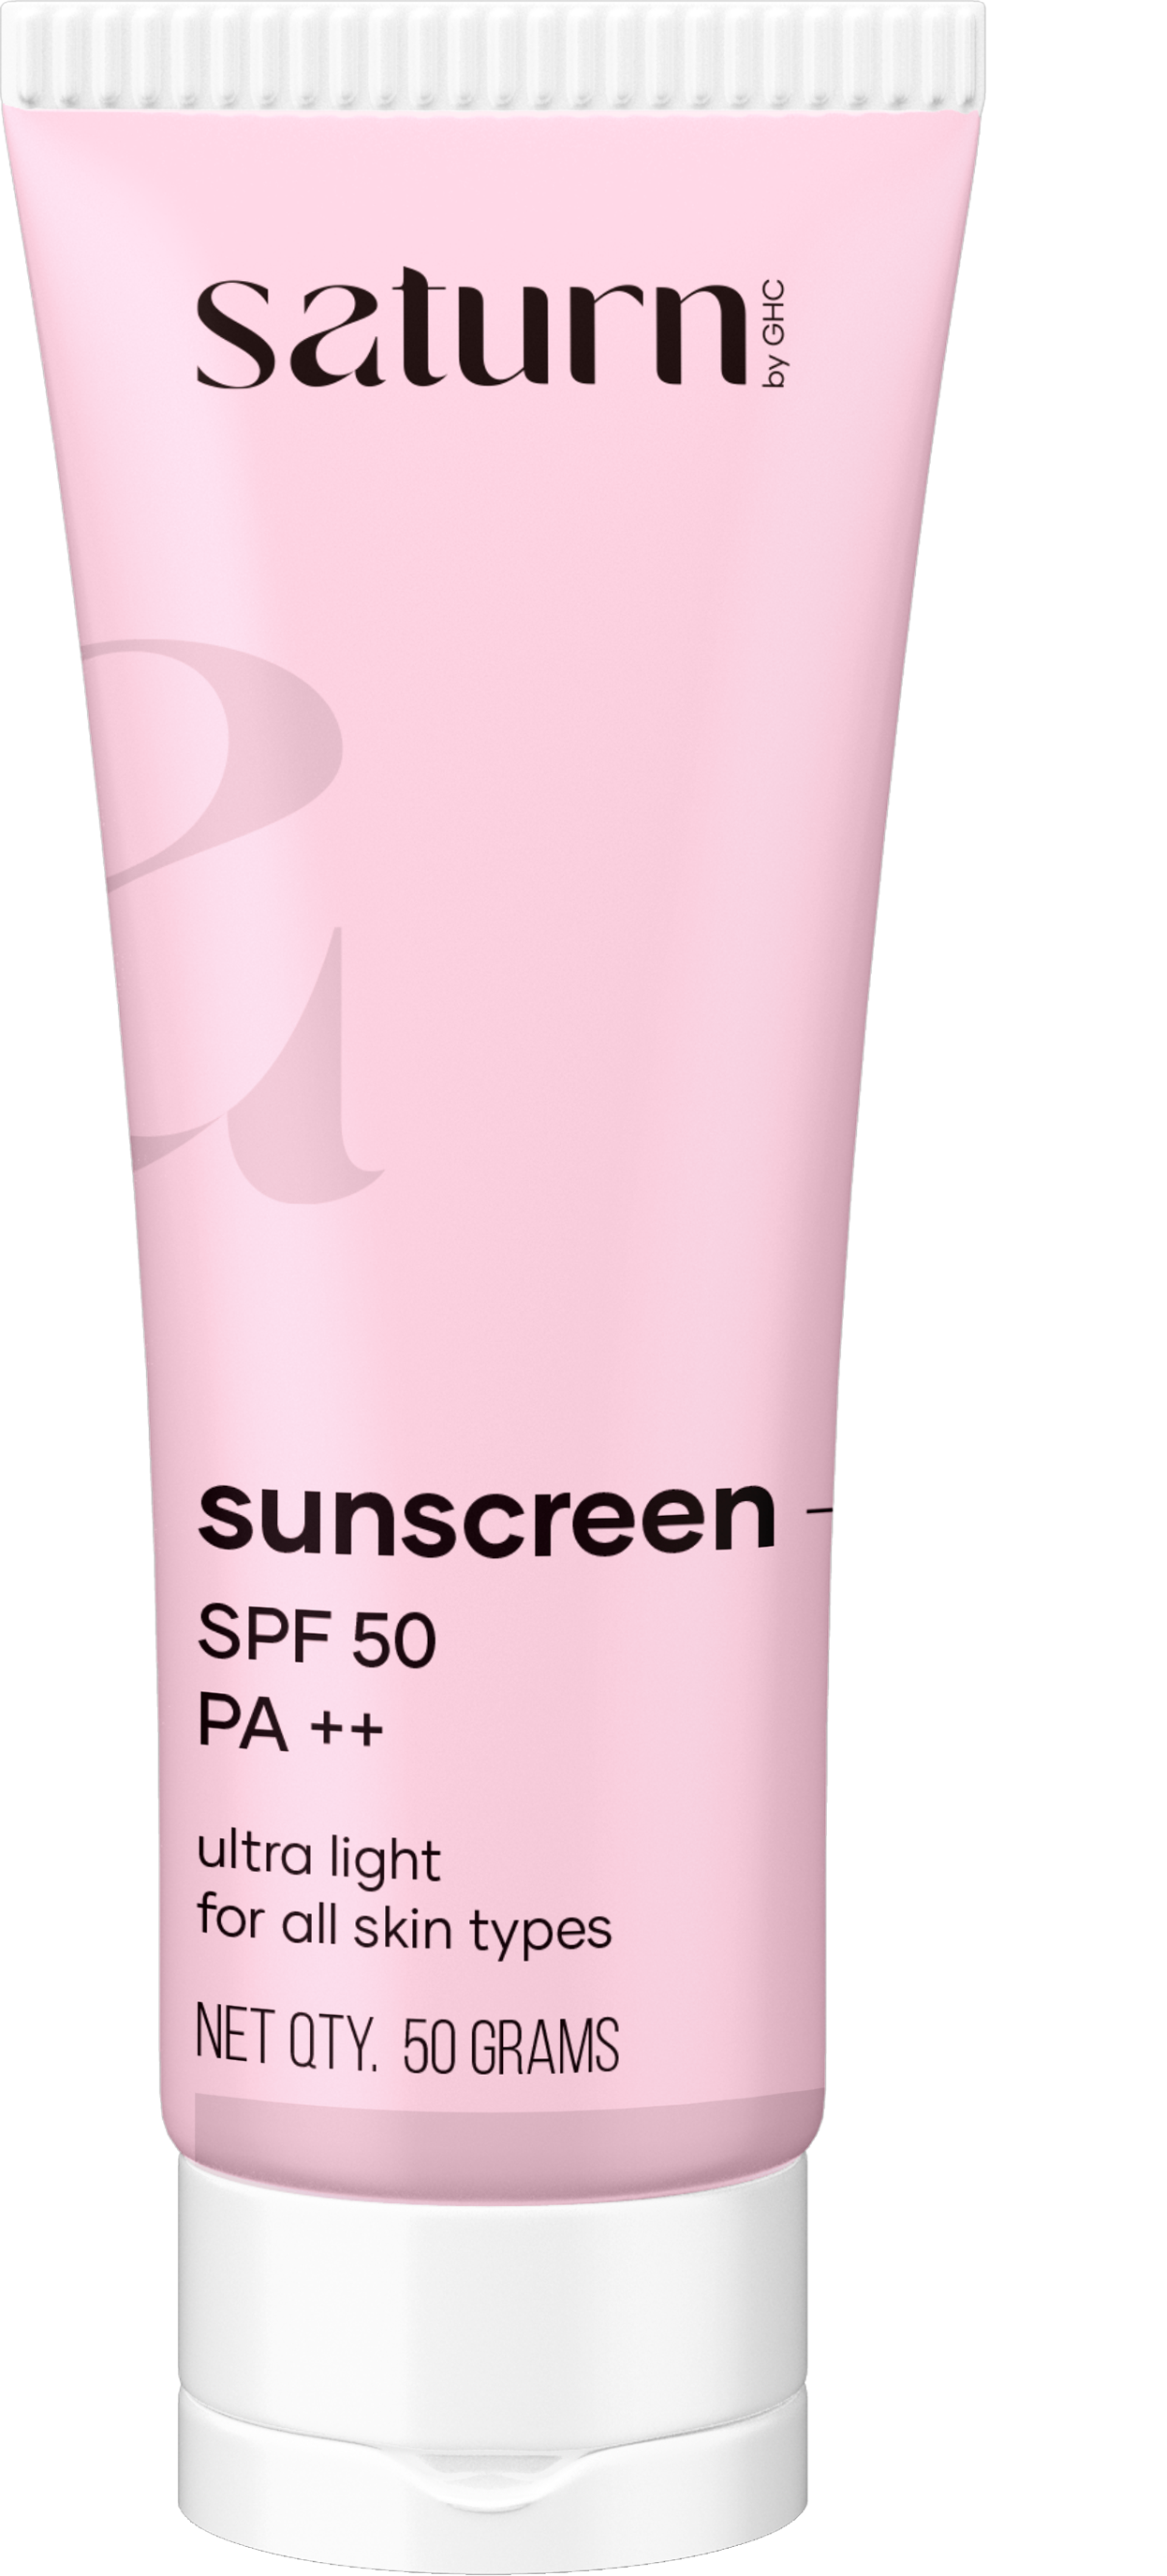 saturn
by GHC
sunscreen –
SPF 50
PA ++
ultra light
for all skin types
NET QTY. 50 GRAMS